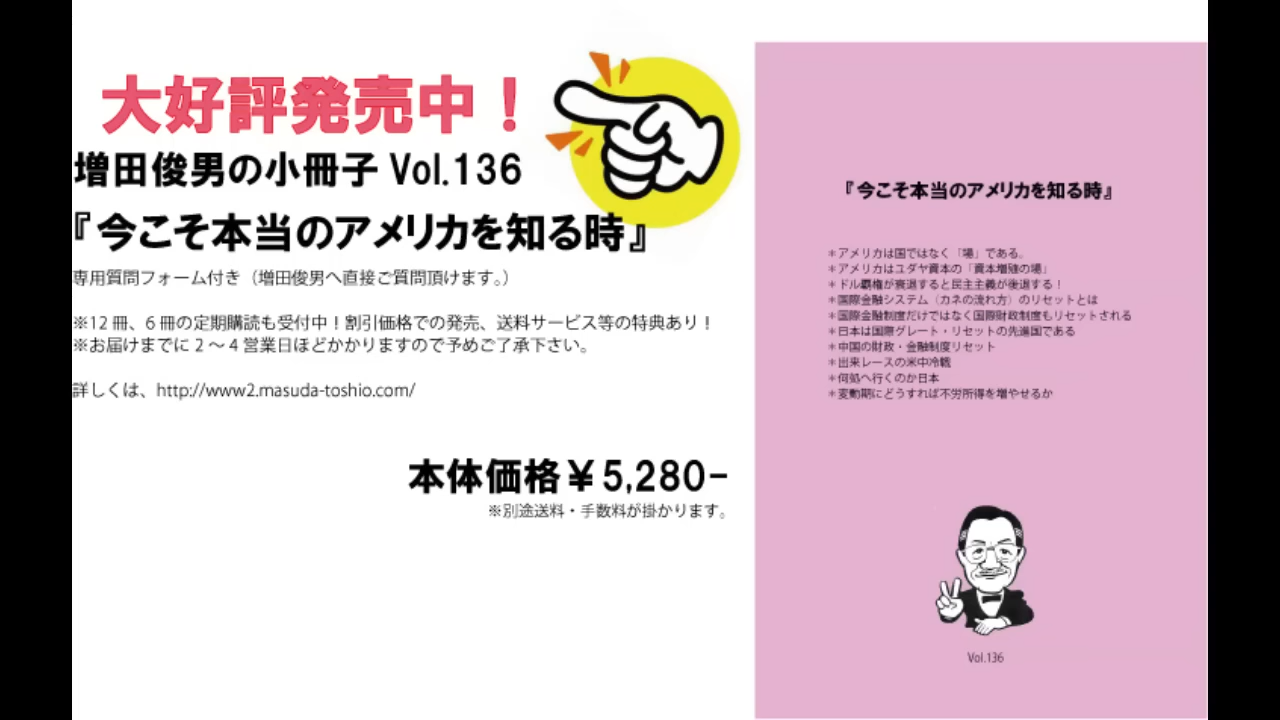 大好評発売中！
増田俊男の小冊子 Vol.136
『今こそ本当のアメリカを知る時』
専用質問フォーム付き（増田俊男へ直接ご質問頂けます。）
※12 冊、6 冊の定期購読も受付中！割引価格での発売、送料サービス等の特典あり！
※お届けまでに 2 〜 4 営業日ほどかかりますので予めご了承下さい。
詳しくは、http://www2.masuda-toshio.com/
本体価格￥5,280−
※別途送料・手数料が掛かります。
『今こそ本当のアメリカを知る時』
＊アメリカは国ではなく「場」である。
＊アメリカはユダヤ資本の「資本増殖の場」
＊ドル覇権が衰退すると民主主義が後退する！
＊国際金融システム（カネの流れ方）のリセットとは
＊国際金融制度だけではなく国際財政制度もリセットされる
＊日本は国際グレート・リセットの先進国である
＊中国の財政・金融制度リセット
＊出来レースの米中冷戦
＊何処へ行くのか日本
＊変動期にどうすれば不労所得を増やせるか
Vol.136